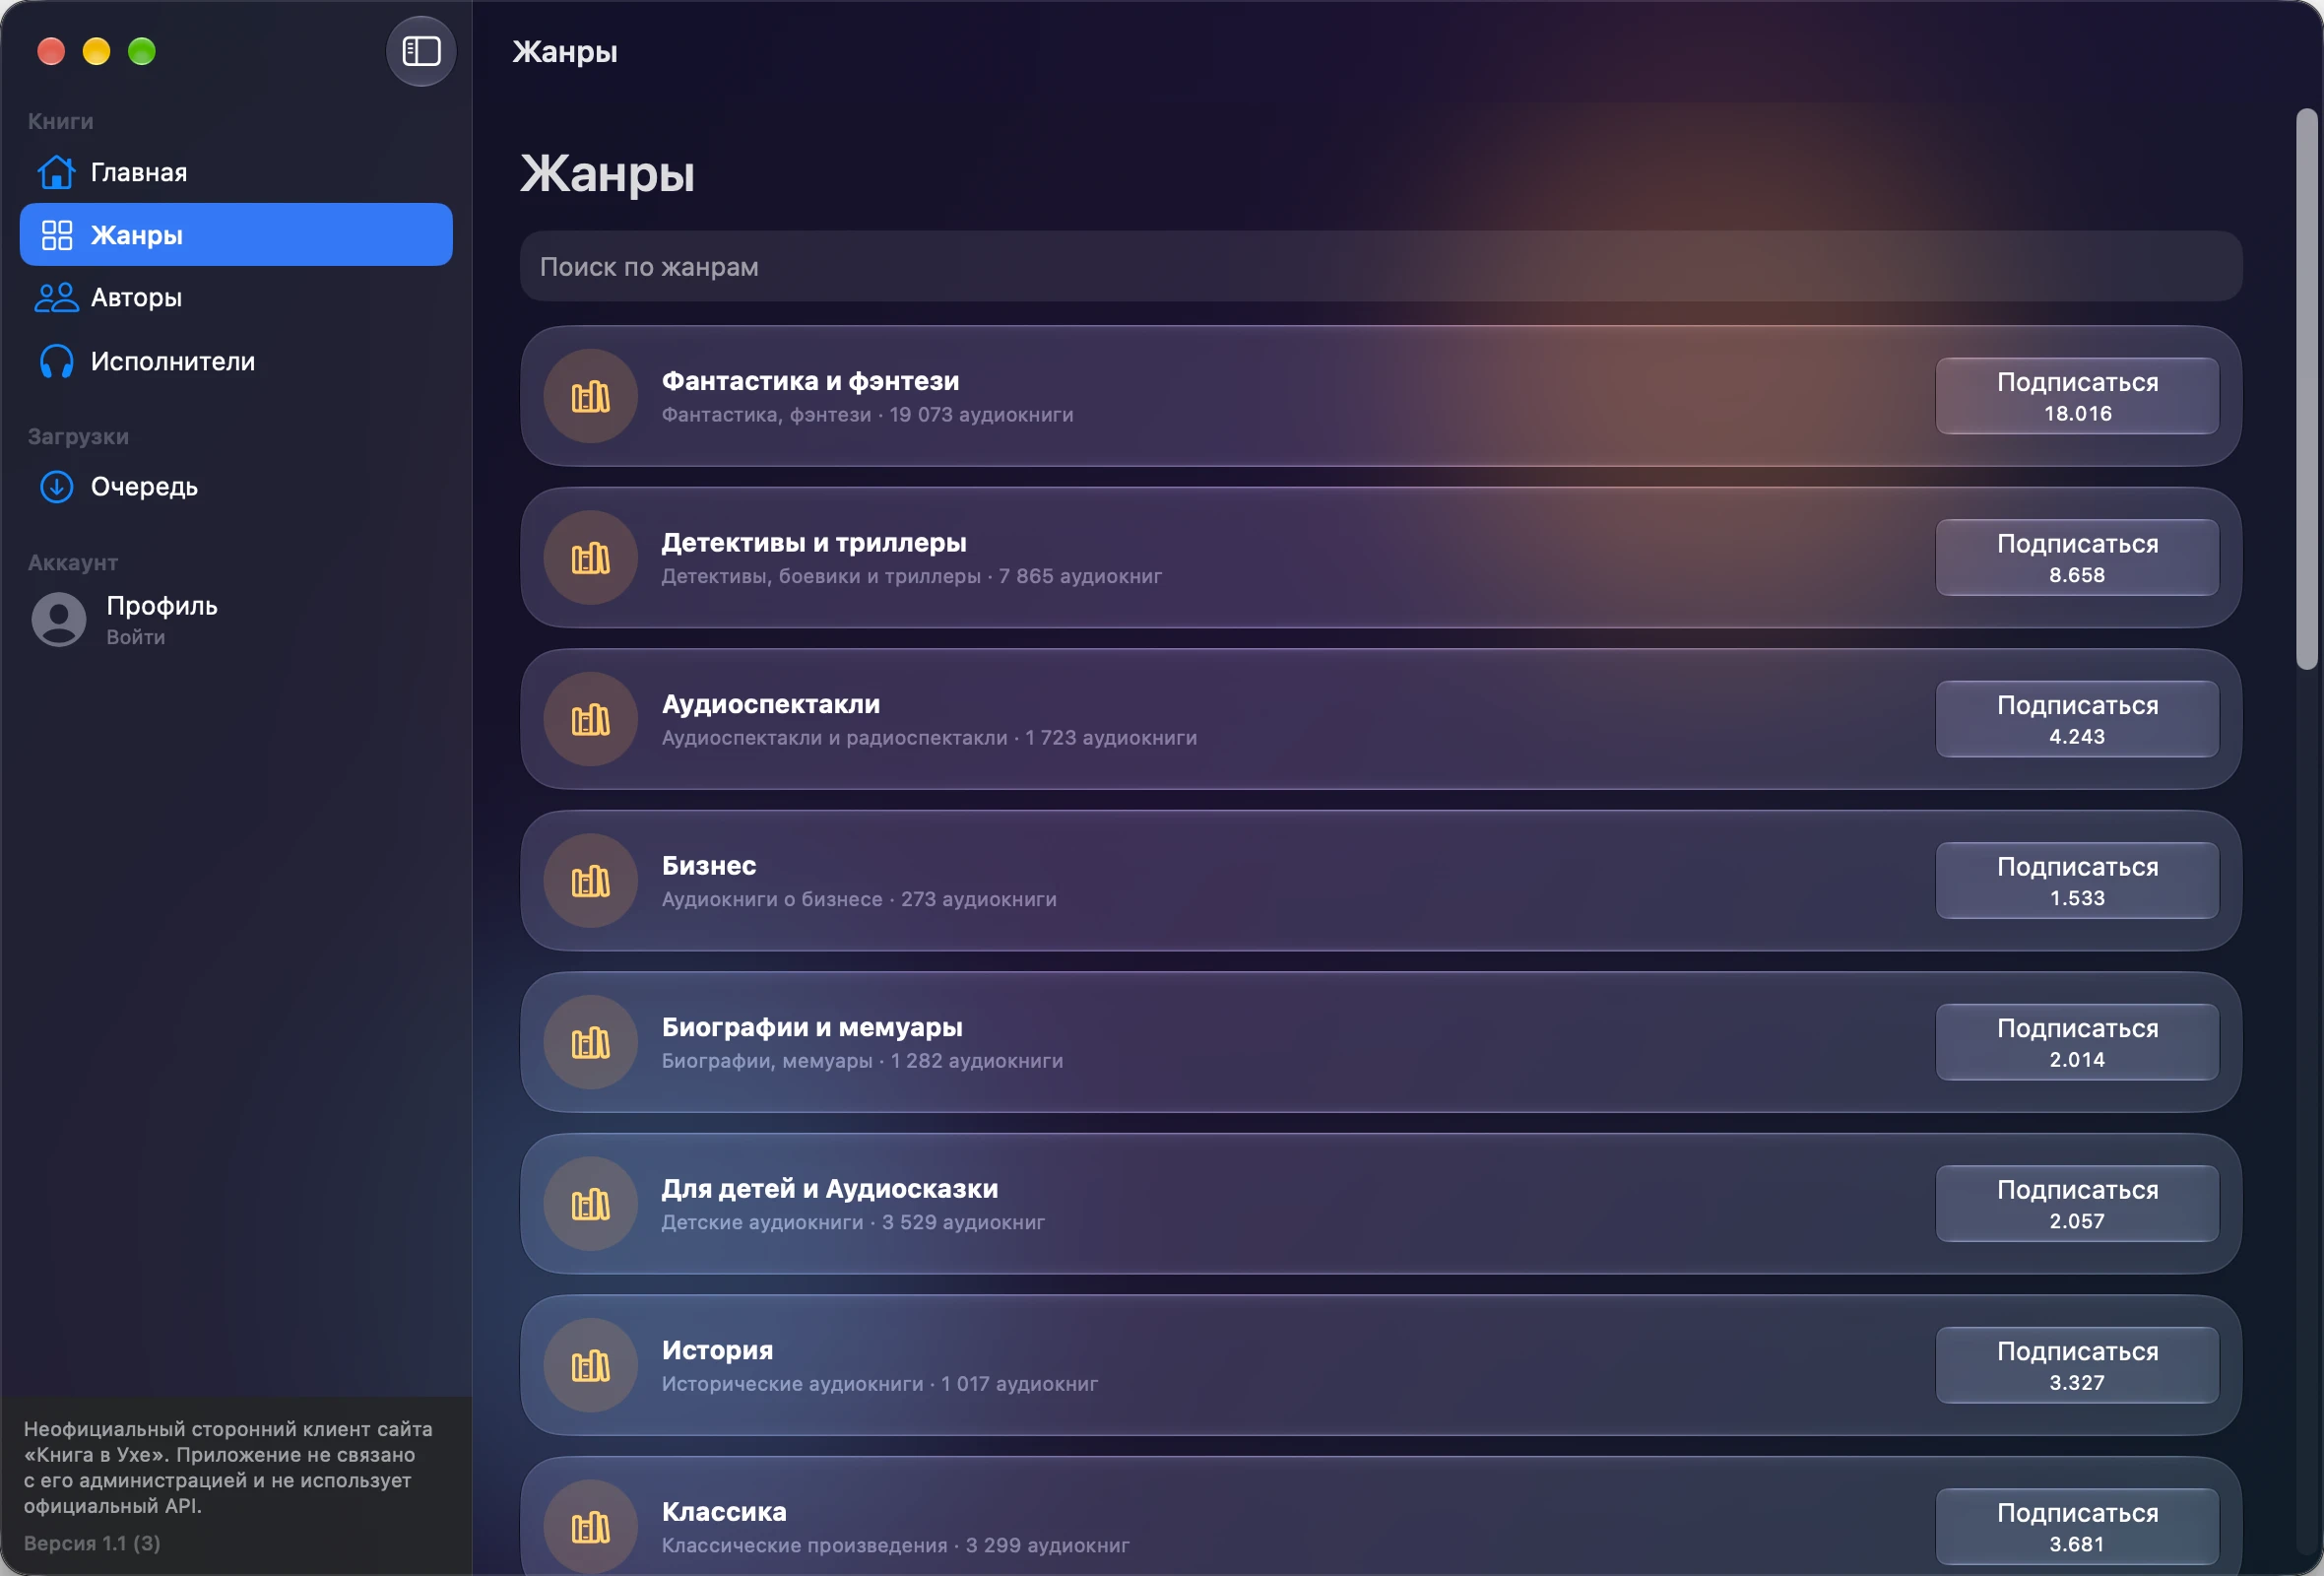 Книги
Главная
Жанры
Авторы
Исполнители
Загрузки
Очередь
Аккаунт
Профиль
Войти
Неофициальный сторонний клиент сайта
«Книга в Ухе». Приложение не связано
с его администрацией и не использует
официальный API.
Версия 1.1 (3)
Жанры
Жанры
Поиск по жанрам
Фантастика и фэнтези
Фантастика, фэнтези · 19 073 аудиокниги
Подписаться
18.016
Детективы и триллеры
Детективы, боевики и триллеры · 7 865 аудиокниг
Подписаться
8.658
Аудиоспектакли
Аудиоспектакли и радиоспектакли · 1 723 аудиокниги
Подписаться
4.243
Бизнес
Аудиокниги о бизнесе · 273 аудиокниги
Подписаться
1.533
Биографии и мемуары
Биографии, мемуары · 1 282 аудиокниги
Подписаться
2.014
Для детей и Аудиосказки
Детские аудиокниги · 3 529 аудиокниг
Подписаться
2.057
История
Исторические аудиокниги · 1 017 аудиокниг
Подписаться
3.327
Классика
Классические произведения · 3 299 аудиокниг
Подписаться
3.681